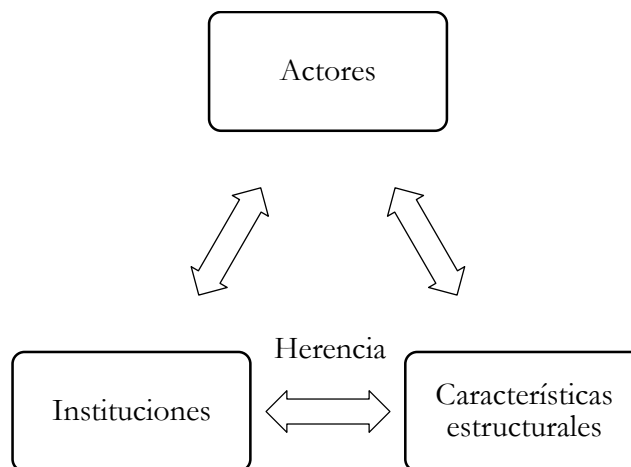 Actores
Herencia
Instituciones
Características
estructurales